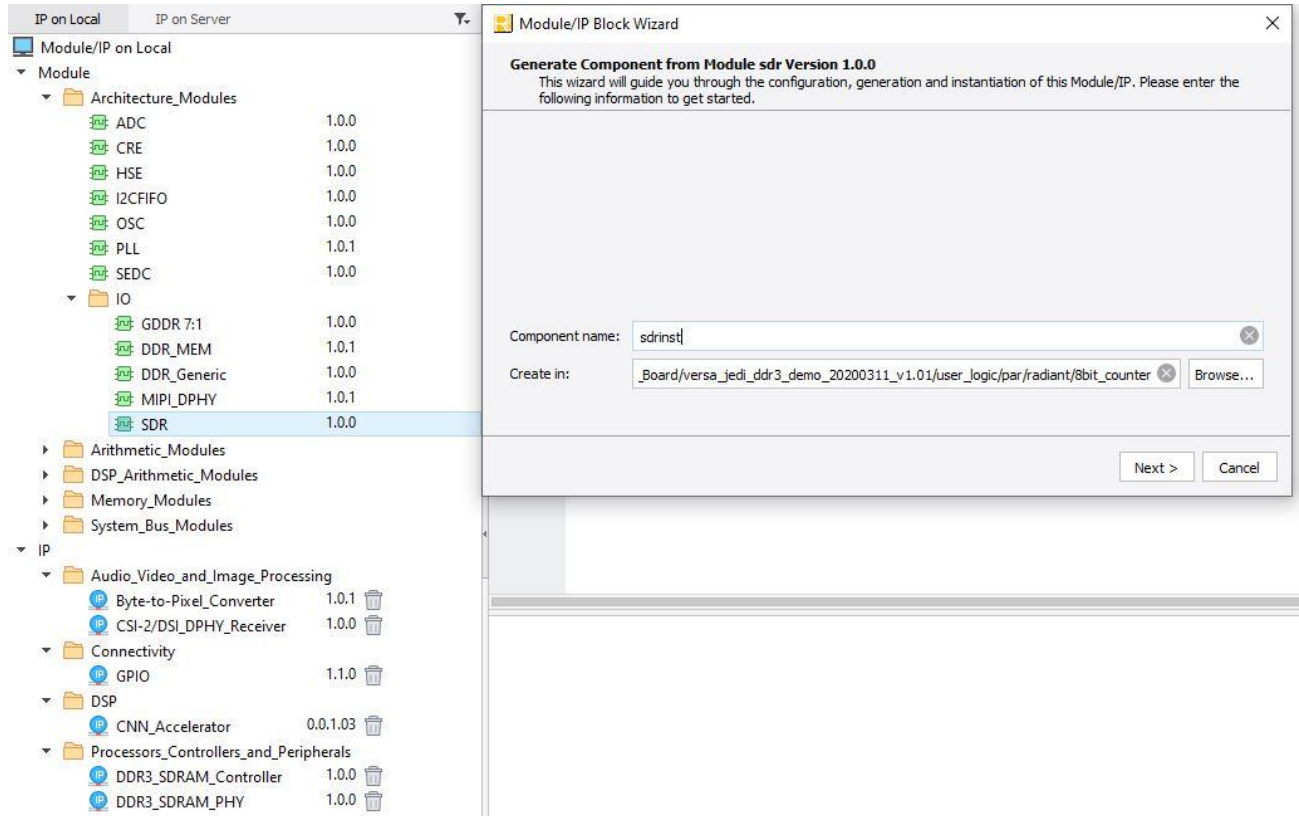 IP on Local IP on Server
Module/IP on Local
Module
Architecture_Modules
ADC 1.0.0
CRE 1.0.0
HSE 1.0.0
I2CFIFO 1.0.0
OSC 1.0.0
PLL 1.0.1
SEDC 1.0.0
IO
GDDR 7:1 1.0.0
DDR_MEM 1.0.1
DDR_Generic 1.0.0
MIPI_DPHY 1.0.1
SDR 1.0.0
Arithmetic_Modules
DSP_Arithmetic_Modules
Memory_Modules
System_Bus_Modules
IP
Audio_Video_and_Image_Processing
IP Byte-to-Pixel_Converter 1.0.1
IP CSI-2/DSI_DPHY_Receiver 1.0.0
Connectivity
IP GPIO 1.1.0
DSP
IP CNN_Accelerator 0.0.1.03
Processors_Controllers_and_Peripherals
IP DDR3_SDRAM_Controller 1.0.0
IP DDR3_SDRAM_PHY 1.0.0
Module/IP Block Wizard
Generate Component from Module sdr Version 1.0.0
This wizard will guide you through the configuration, generation and instantiation of this Module/IP. Please enter the
following information to get started.
Component name: sdrinst
Create in: _Board/versa_jedi_ddr3_demo_20200311_v1.01/user_logic/par/radiant/8bit_counter Browse...
Next > Cancel